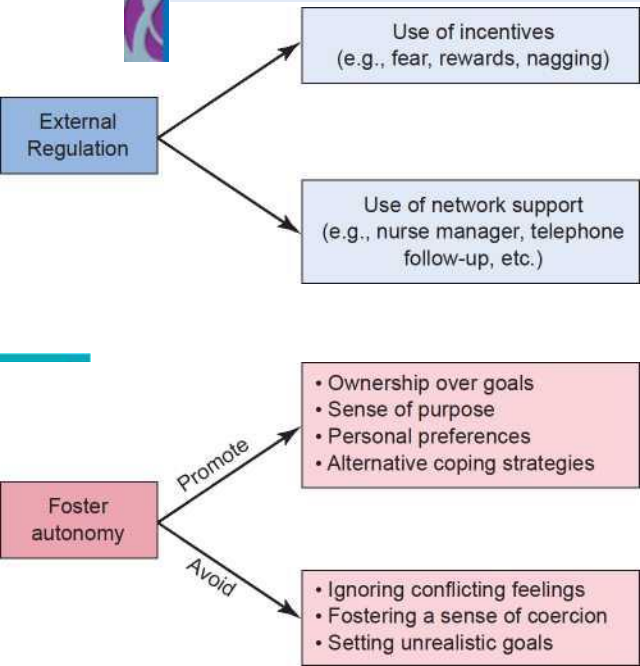 Use of incentives
(e.g., fear, rewards, nagging)
External
Regulation
Use of network support
(e.g., nurse manager, telephone
follow-up, etc.)
• Ownership over goals
• Sense of purpose
• Personal preferences
• Alternative coping strategies
Promote
Foster
autonomy
Avoid
• Ignoring conflicting feelings
• Fostering a sense of coercion
• Setting unrealistic goals